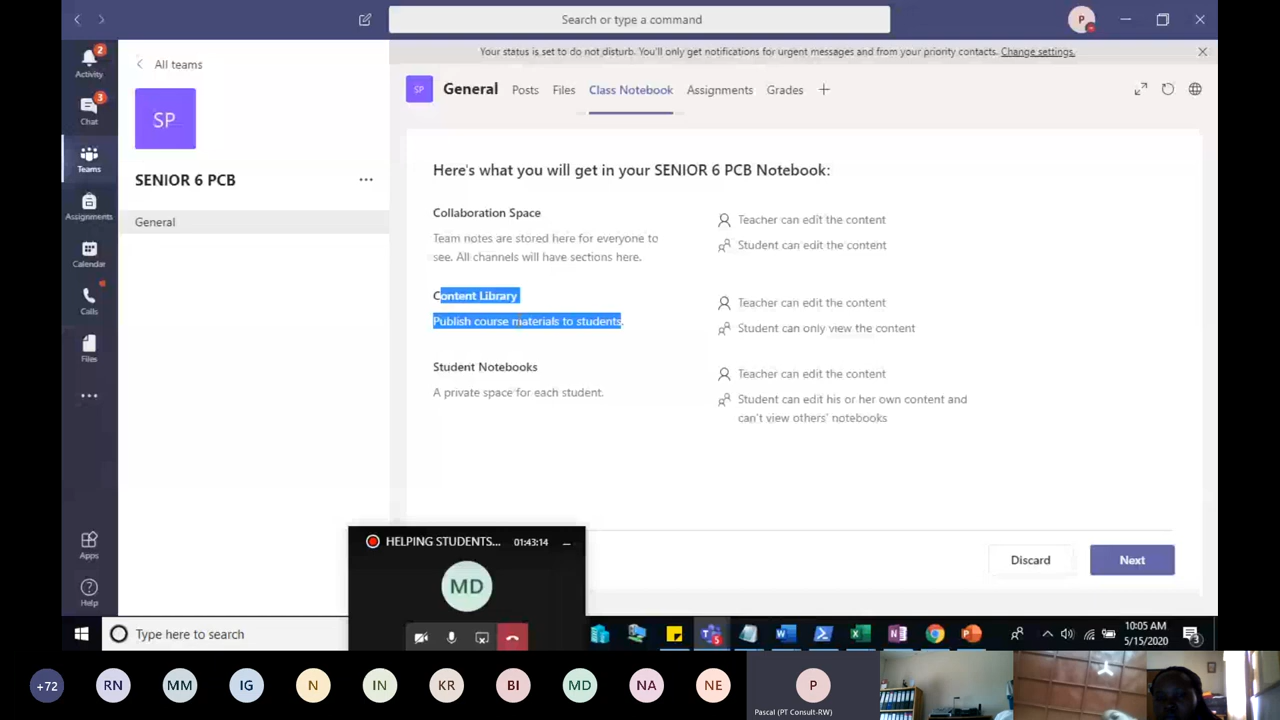 Search or type a command
P
2
Activity
3
Chat
Teams
Assignments
Calendar
Calls
Files
Apps
Help
All teams
SP
SENIOR 6 PCB
General
Your status is set to do not disturb. You'll only get notifications for urgent messages and from your priority contacts. Change settings.
SP
General
Posts
Files
Class Notebook
Assignments
Grades
Here's what you will get in your SENIOR 6 PCB Notebook:
Collaboration Space
Team notes are stored here for everyone to
see. All channels will have sections here.
Teacher can edit the content
Student can edit the content
Content Library
Publish course materials to students.
Teacher can edit the content
Student can only view the content
Student Notebooks
A private space for each student.
Teacher can edit the content
Student can edit his or her own content and
can't view others' notebooks
Discard
Next
HELPING STUDENTS...
01:43:14
MD
Type here to search
10:05 AM
5/15/2020
+72
RN
MM
IG
N
IN
KR
BI
MD
NA
NE
P
Pascal (PT Consult-RW)